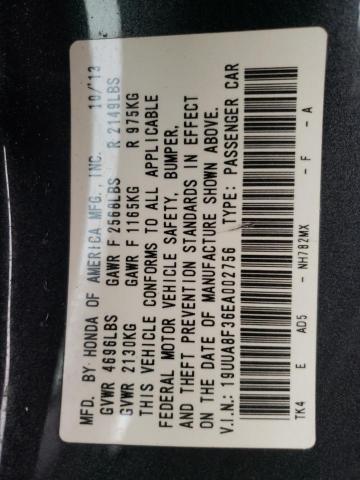 MFD. BY HONDA OF AMERICA MFG., INC. 10/13
GVWR 4696LBS GAWR F 2568LBS R 2149LBS
GVWR 2130KG GAWR F 1165KG R 975KG
THIS VEHICLE CONFORMS TO ALL APPLICABLE
FEDERAL MOTOR VEHICLE SAFETY, BUMPER,
AND THEFT PREVENTION STANDARDS IN EFFECT
ON THE DATE OF MANUFACTURE SHOWN ABOVE.
V.I.N.: 19UUA8F36EA002756 TYPE: PASSENGER CAR
TK4 E AD5 - NH782MX - F - A